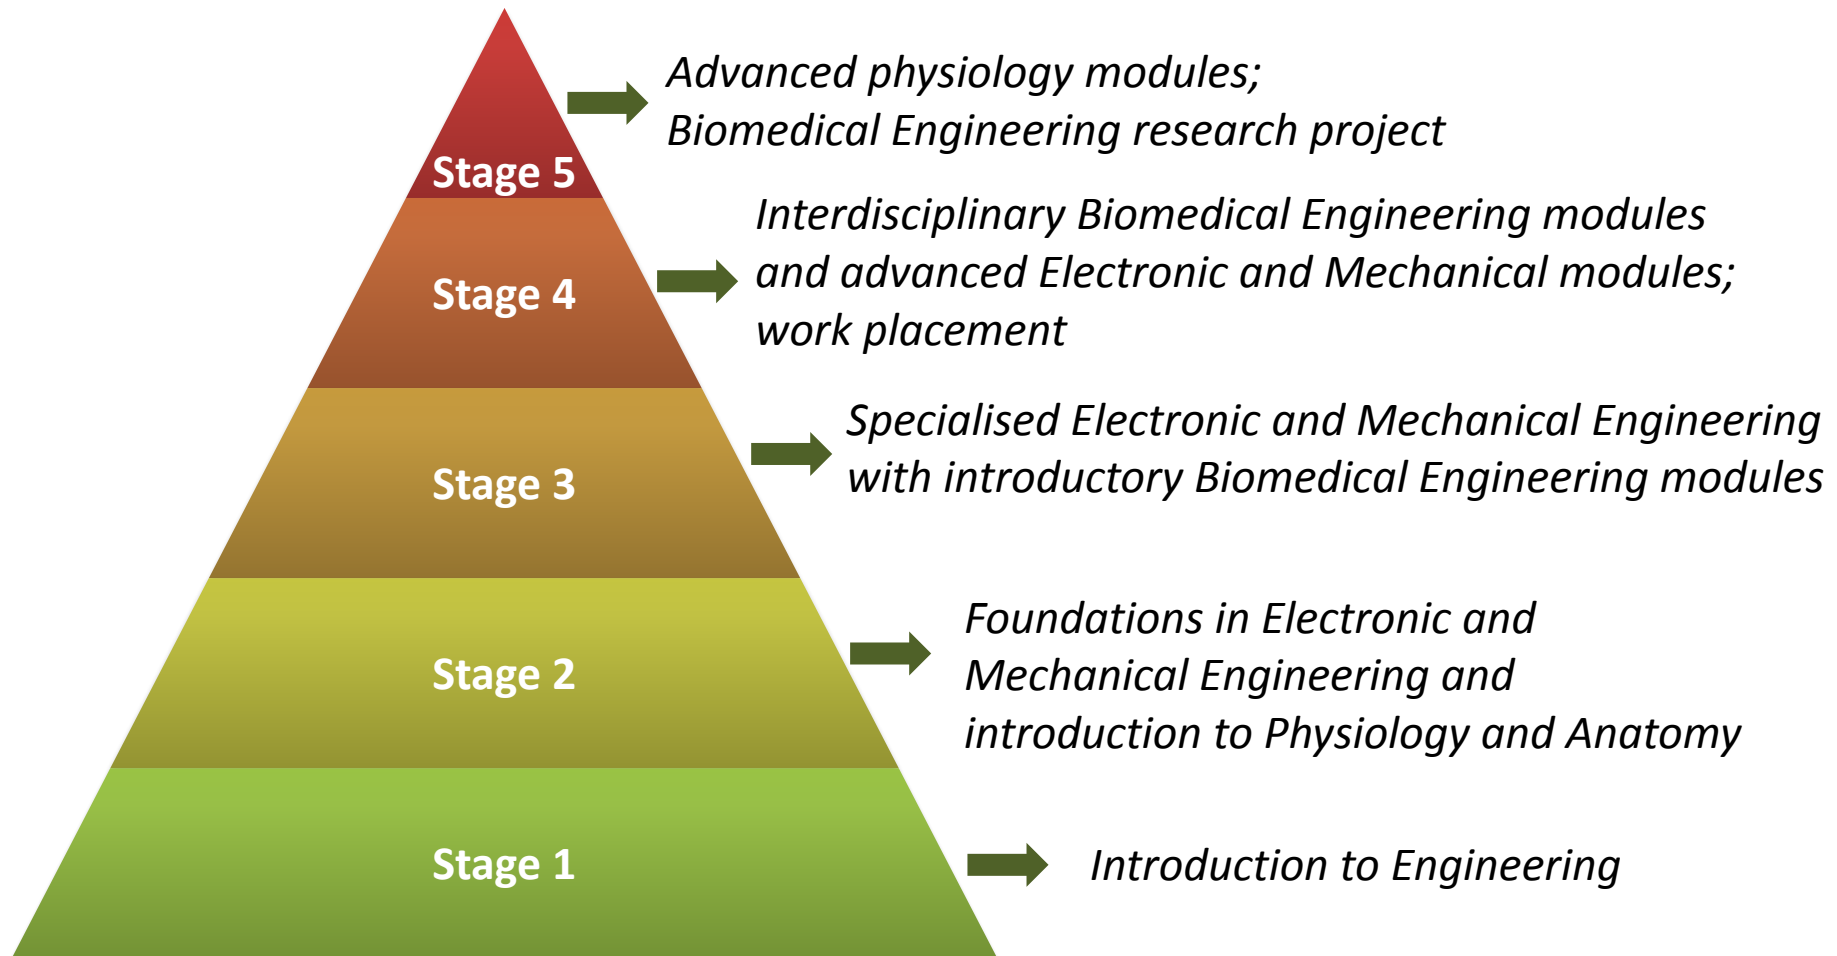 Advanced physiology modules;
Biomedical Engineering research project
Stage 5
Interdisciplinary Biomedical Engineering modules
and advanced Electronic and Mechanical modules;
work placement
Stage 4
Specialised Electronic and Mechanical Engineering
with introductory Biomedical Engineering modules
Stage 3
Foundations in Electronic and
Mechanical Engineering and
introduction to Physiology and Anatomy
Stage 2
Introduction to Engineering
Stage 1